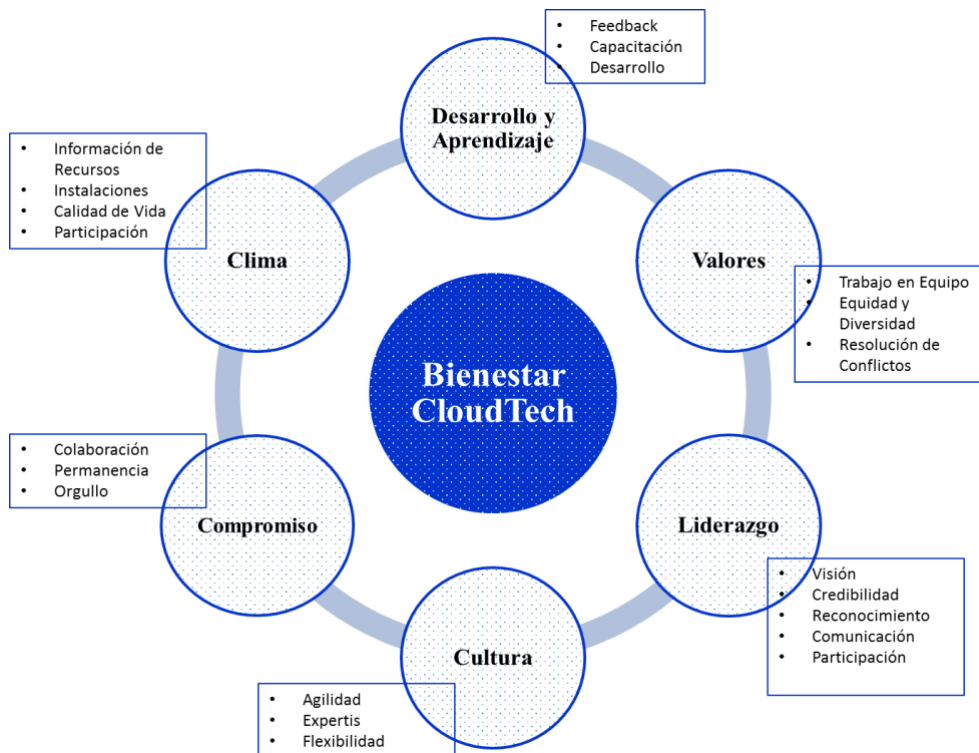 • Feedback
• Capacitación
• Desarrollo
Desarrollo y
Aprendizaje
• Información de
Recursos
• Instalaciones
• Calidad de Vida
• Participación
Clima
Valores
• Trabajo en Equipo
• Equidad y
Diversidad
• Resolución de
Conflictos
Bienestar
CloudTech
• Colaboración
• Permanencia
• Orgullo
Compromiso
Liderazgo
• Visión
• Credibilidad
• Reconocimiento
• Comunicación
• Participación
Cultura
• Agilidad
• Expertis
• Flexibilidad